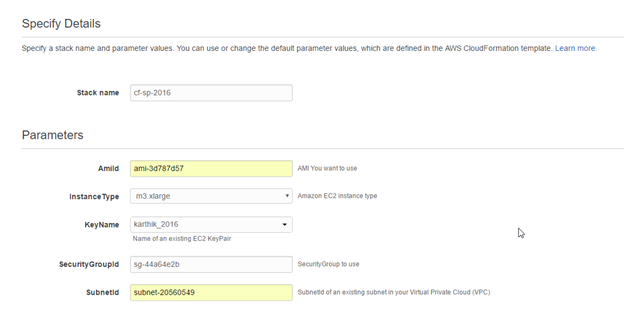 Specify Details
Specify a stack name and parameter values. You can use or change the default parameter values, which are defined in the AWS CloudFormation template. Learn more.
Stack name cf-sp-2016
Parameters
AmiId ami-3d787d57 AMI You want to use
InstanceType m3.xlarge Amazon EC2 instance type
KeyName karthik_2016
Name of an existing EC2 KeyPair
SecurityGroupId sg-44a64e2b SecurityGroup to use
SubnetId subnet-20560549 SubnetId of an existing subnet in your Virtual Private Cloud (VPC)